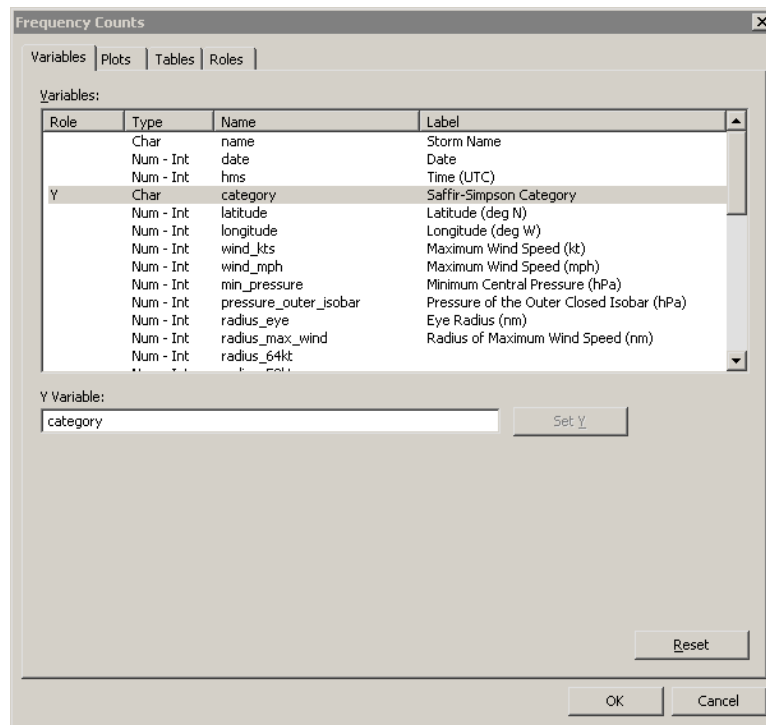 Frequency Counts
Variables Plots Tables Roles
Variables:
Role Type Name Label
Char name Storm Name
Num - Int date Date
Num - Int hms Time (UTC)
Y Char category Saffir-Simpson Category
Num - Int latitude Latitude (deg N)
Num - Int longitude Longitude (deg W)
Num - Int wind_kts Maximum Wind Speed (kt)
Num - Int wind_mph Maximum Wind Speed (mph)
Num - Int min_pressure Minimum Central Pressure (hPa)
Num - Int pressure_outer_isobar Pressure of the Outer Closed Isobar (hPa)
Num - Int radius_eye Eye Radius (nm)
Num - Int radius_max_wind Radius of Maximum Wind Speed (nm)
Num - Int radius_64kt
Y Variable:
category Set Y
Reset
OK Cancel